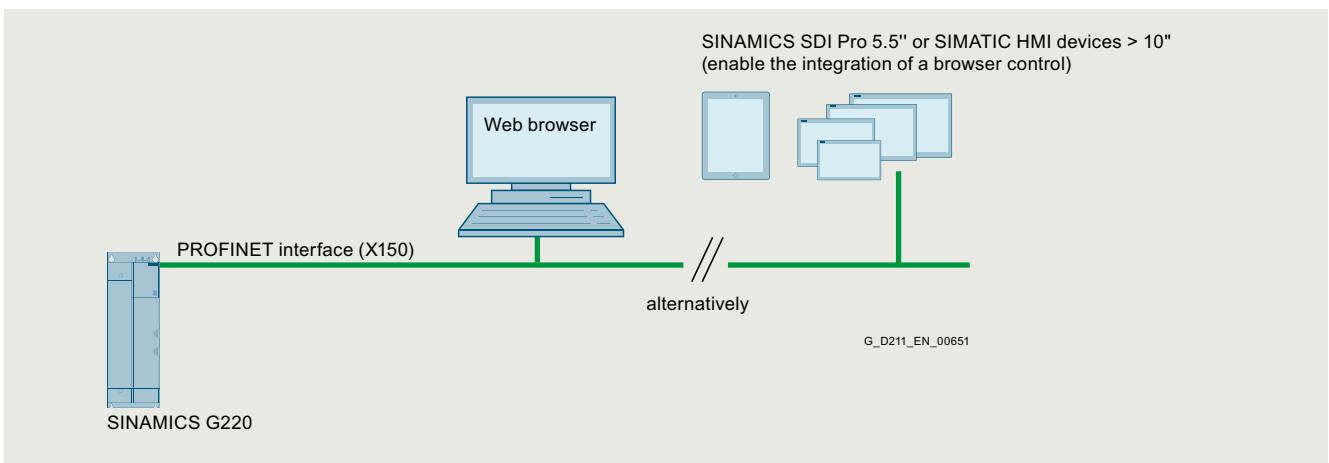 SINAMICS SDI Pro 5.5'' or SIMATIC HMI devices > 10"
(enable the integration of a browser control)
Web browser
PROFINET interface (X150)
alternatively
G_D211_EN_00651
SINAMICS G220